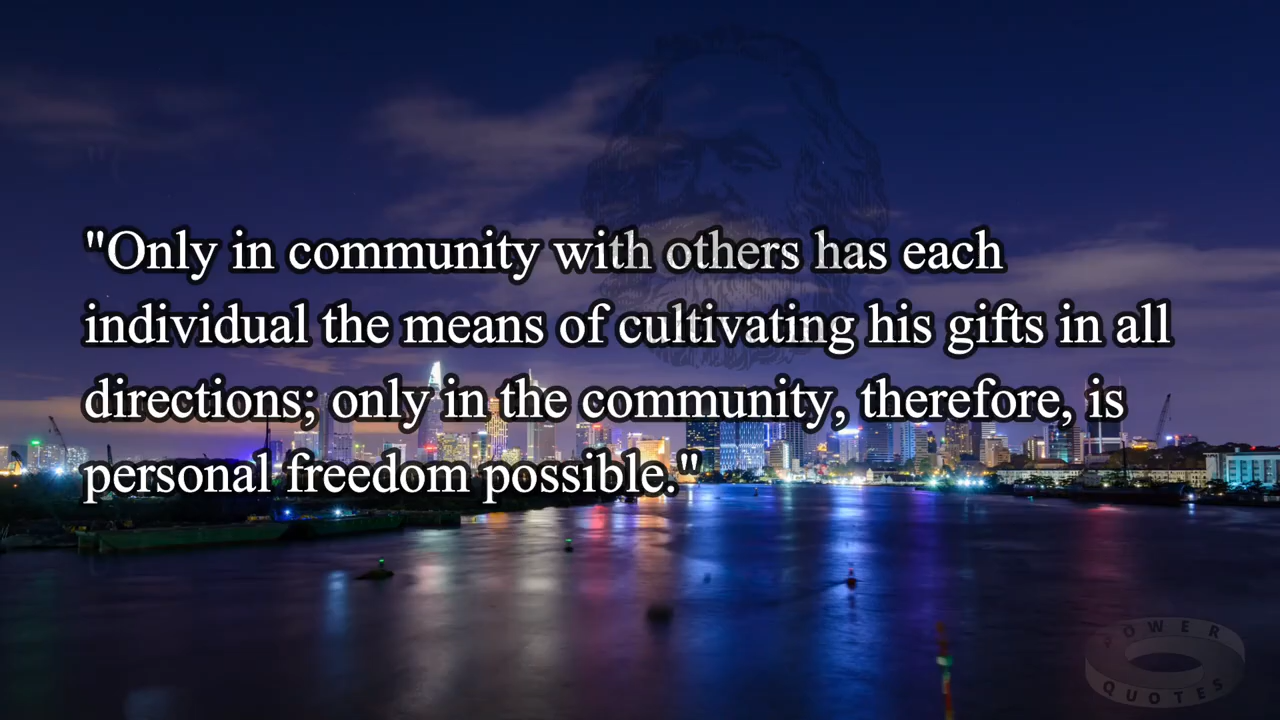 "Only in community with others has each
individual the means of cultivating his gifts in all
directions; only in the community, therefore, is
personal freedom possible."
POWER
QUOTES